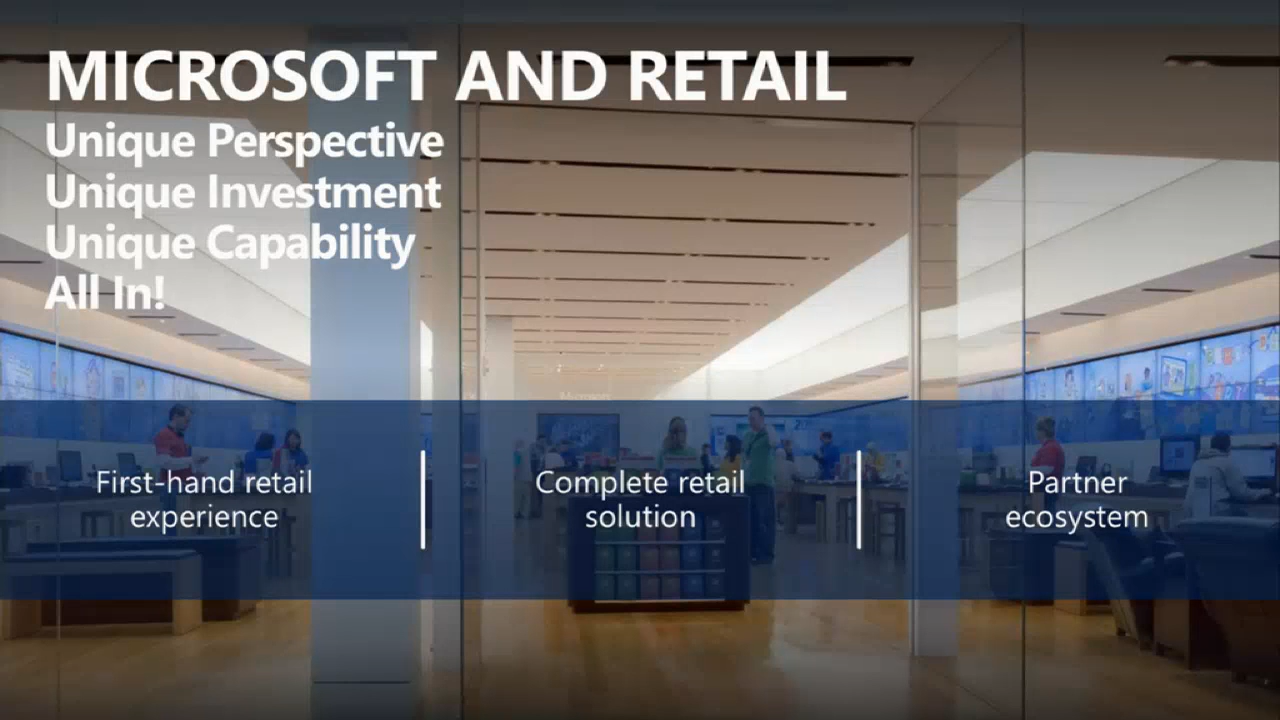 MICROSOFT AND RETAIL
Unique Perspective
Unique Investment
Unique Capability
All In!
First-hand retail
experience
Complete retail
solution
Partner
ecosystem